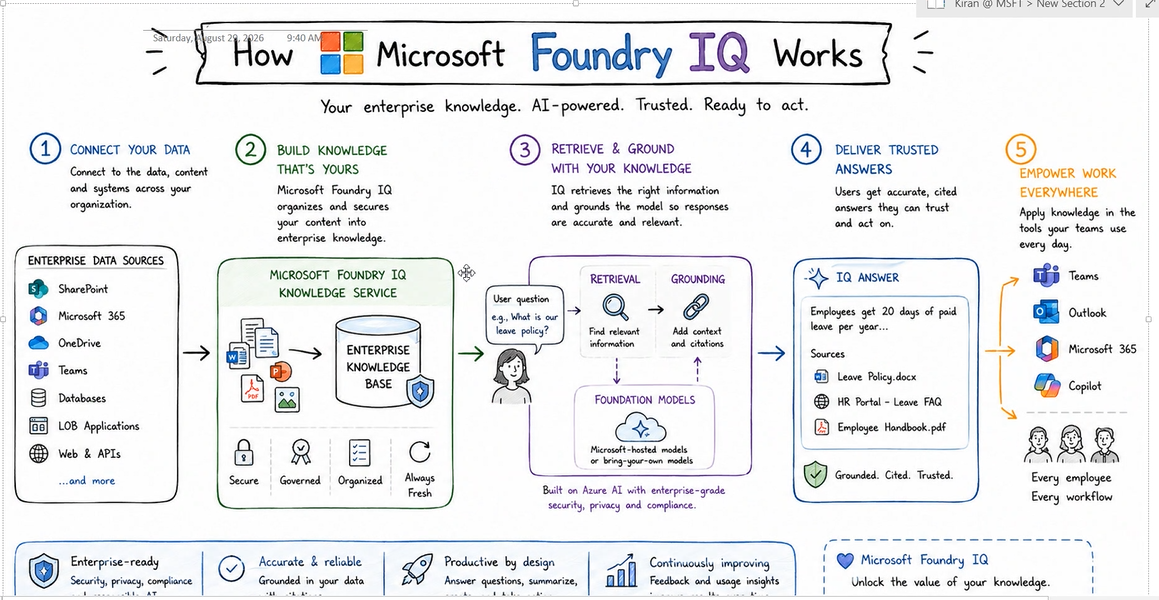 Kiran @ MSFT > New Section 2
Saturday, August 29, 2026 9:40 AM
How Microsoft Foundry IQ Works
Your enterprise knowledge. AI-powered. Trusted. Ready to act.
1 CONNECT YOUR DATA
Connect to the data, content
and systems across your
organization.
2 BUILD KNOWLEDGE
THAT'S YOURS
Microsoft Foundry IQ
organizes and secures
your content into
enterprise knowledge.
3 RETRIEVE & GROUND
WITH YOUR KNOWLEDGE
IQ retrieves the right information
and grounds the model so responses
are accurate and relevant.
4 DELIVER TRUSTED
ANSWERS
Users get accurate, cited
answers they can trust
and act on.
5
EMPOWER WORK
EVERYWHERE
Apply knowledge in the
tools your teams use
every day.
ENTERPRISE DATA SOURCES
SharePoint
Microsoft 365
OneDrive
Teams
Databases
LOB Applications
Web & APIs
...and more
MICROSOFT FOUNDRY IQ
KNOWLEDGE SERVICE
PDF
ENTERPRISE
KNOWLEDGE
BASE
Secure
Governed
Organized
Always
Fresh
User question
e.g., What is our
leave policy?
RETRIEVAL
Find relevant
information
GROUNDING
Add context
and citations
FOUNDATION MODELS
Microsoft-hosted models
or bring-your-own models
Built on Azure AI with enterprise-grade
security, privacy and compliance.
IQ ANSWER
Employees get 20 days of paid
leave per year...
Sources
Leave Policy.docx
HR Portal - Leave FAQ
Employee Handbook.pdf
Grounded. Cited. Trusted.
Teams
Outlook
Microsoft 365
Copilot
Every employee
Every workflow
Enterprise-ready
Security, privacy, compliance
Accurate & reliable
Grounded in your data
Productive by design
Answer questions, summarize,
Continuously improving
Feedback and usage insights
Microsoft Foundry IQ
Unlock the value of your knowledge.